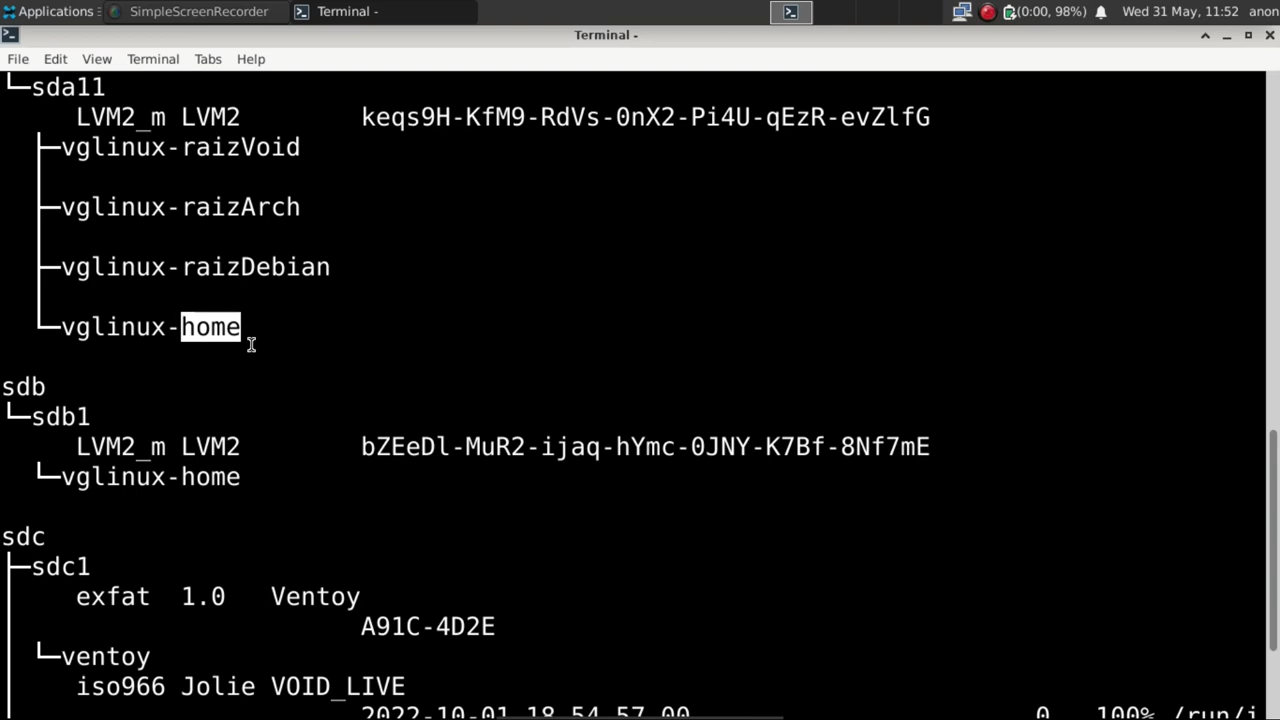 Applications
SimpleScreenRecorder
Terminal -
(0:00, 98%)
Wed 31 May, 11:52
anon
Terminal -
File Edit View Terminal Tabs Help
└─sda11
LVM2_m LVM2 keqs9H-KfM9-RdVs-0nX2-Pi4U-qEzR-evZlfG
├─vglinux-raizVoid
├─vglinux-raizArch
├─vglinux-raizDebian
└─vglinux-home
sdb
└─sdb1
LVM2_m LVM2 bZEeDl-MuR2-ijaq-hYmc-0JNY-K7Bf-8Nf7mE
└─vglinux-home
sdc
├─sdc1
exfat 1.0 Ventoy
A91C-4D2E
└─ventoy
iso966 Jolie VOID_LIVE
2022-10-01 18 54 57 00 0 100% /run/i